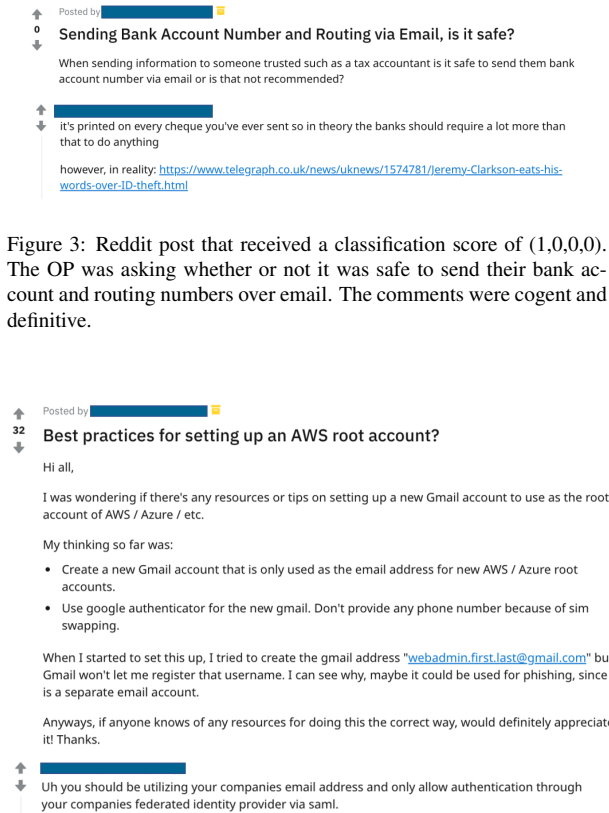 Posted by
0
Sending Bank Account Number and Routing via Email, is it safe?
When sending information to someone trusted such as a tax accountant is it safe to send them bank
account number via email or is that not recommended?
it's printed on every cheque you've ever sent so in theory the banks should require a lot more than
that to do anything
however, in reality: https://www.telegraph.co.uk/news/uknews/1574781/Jeremy-Clarkson-eats-his-
words-over-ID-theft.html
Figure 3: Reddit post that received a classification score of (1,0,0,0).
The OP was asking whether or not it was safe to send their bank ac-
count and routing numbers over email. The comments were cogent and
definitive.
Posted by
32
Best practices for setting up an AWS root account?
Hi all,
I was wondering if there's any resources or tips on setting up a new Gmail account to use as the root
account of AWS / Azure / etc.
My thinking so far was:
• Create a new Gmail account that is only used as the email address for new AWS / Azure root
accounts.
• Use google authenticator for the new gmail. Don't provide any phone number because of sim
swapping.
When I started to set this up, I tried to create the gmail address "webadmin.first.last@gmail.com" bu
Gmail won't let me register that username. I can see why, maybe it could be used for phishing, since
is a separate email account.
Anyways, if anyone knows of any resources for doing this the correct way, would definitely appreciate
it! Thanks.
Uh you should be utilizing your companies email address and only allow authentication through
your companies federated identity provider via saml.